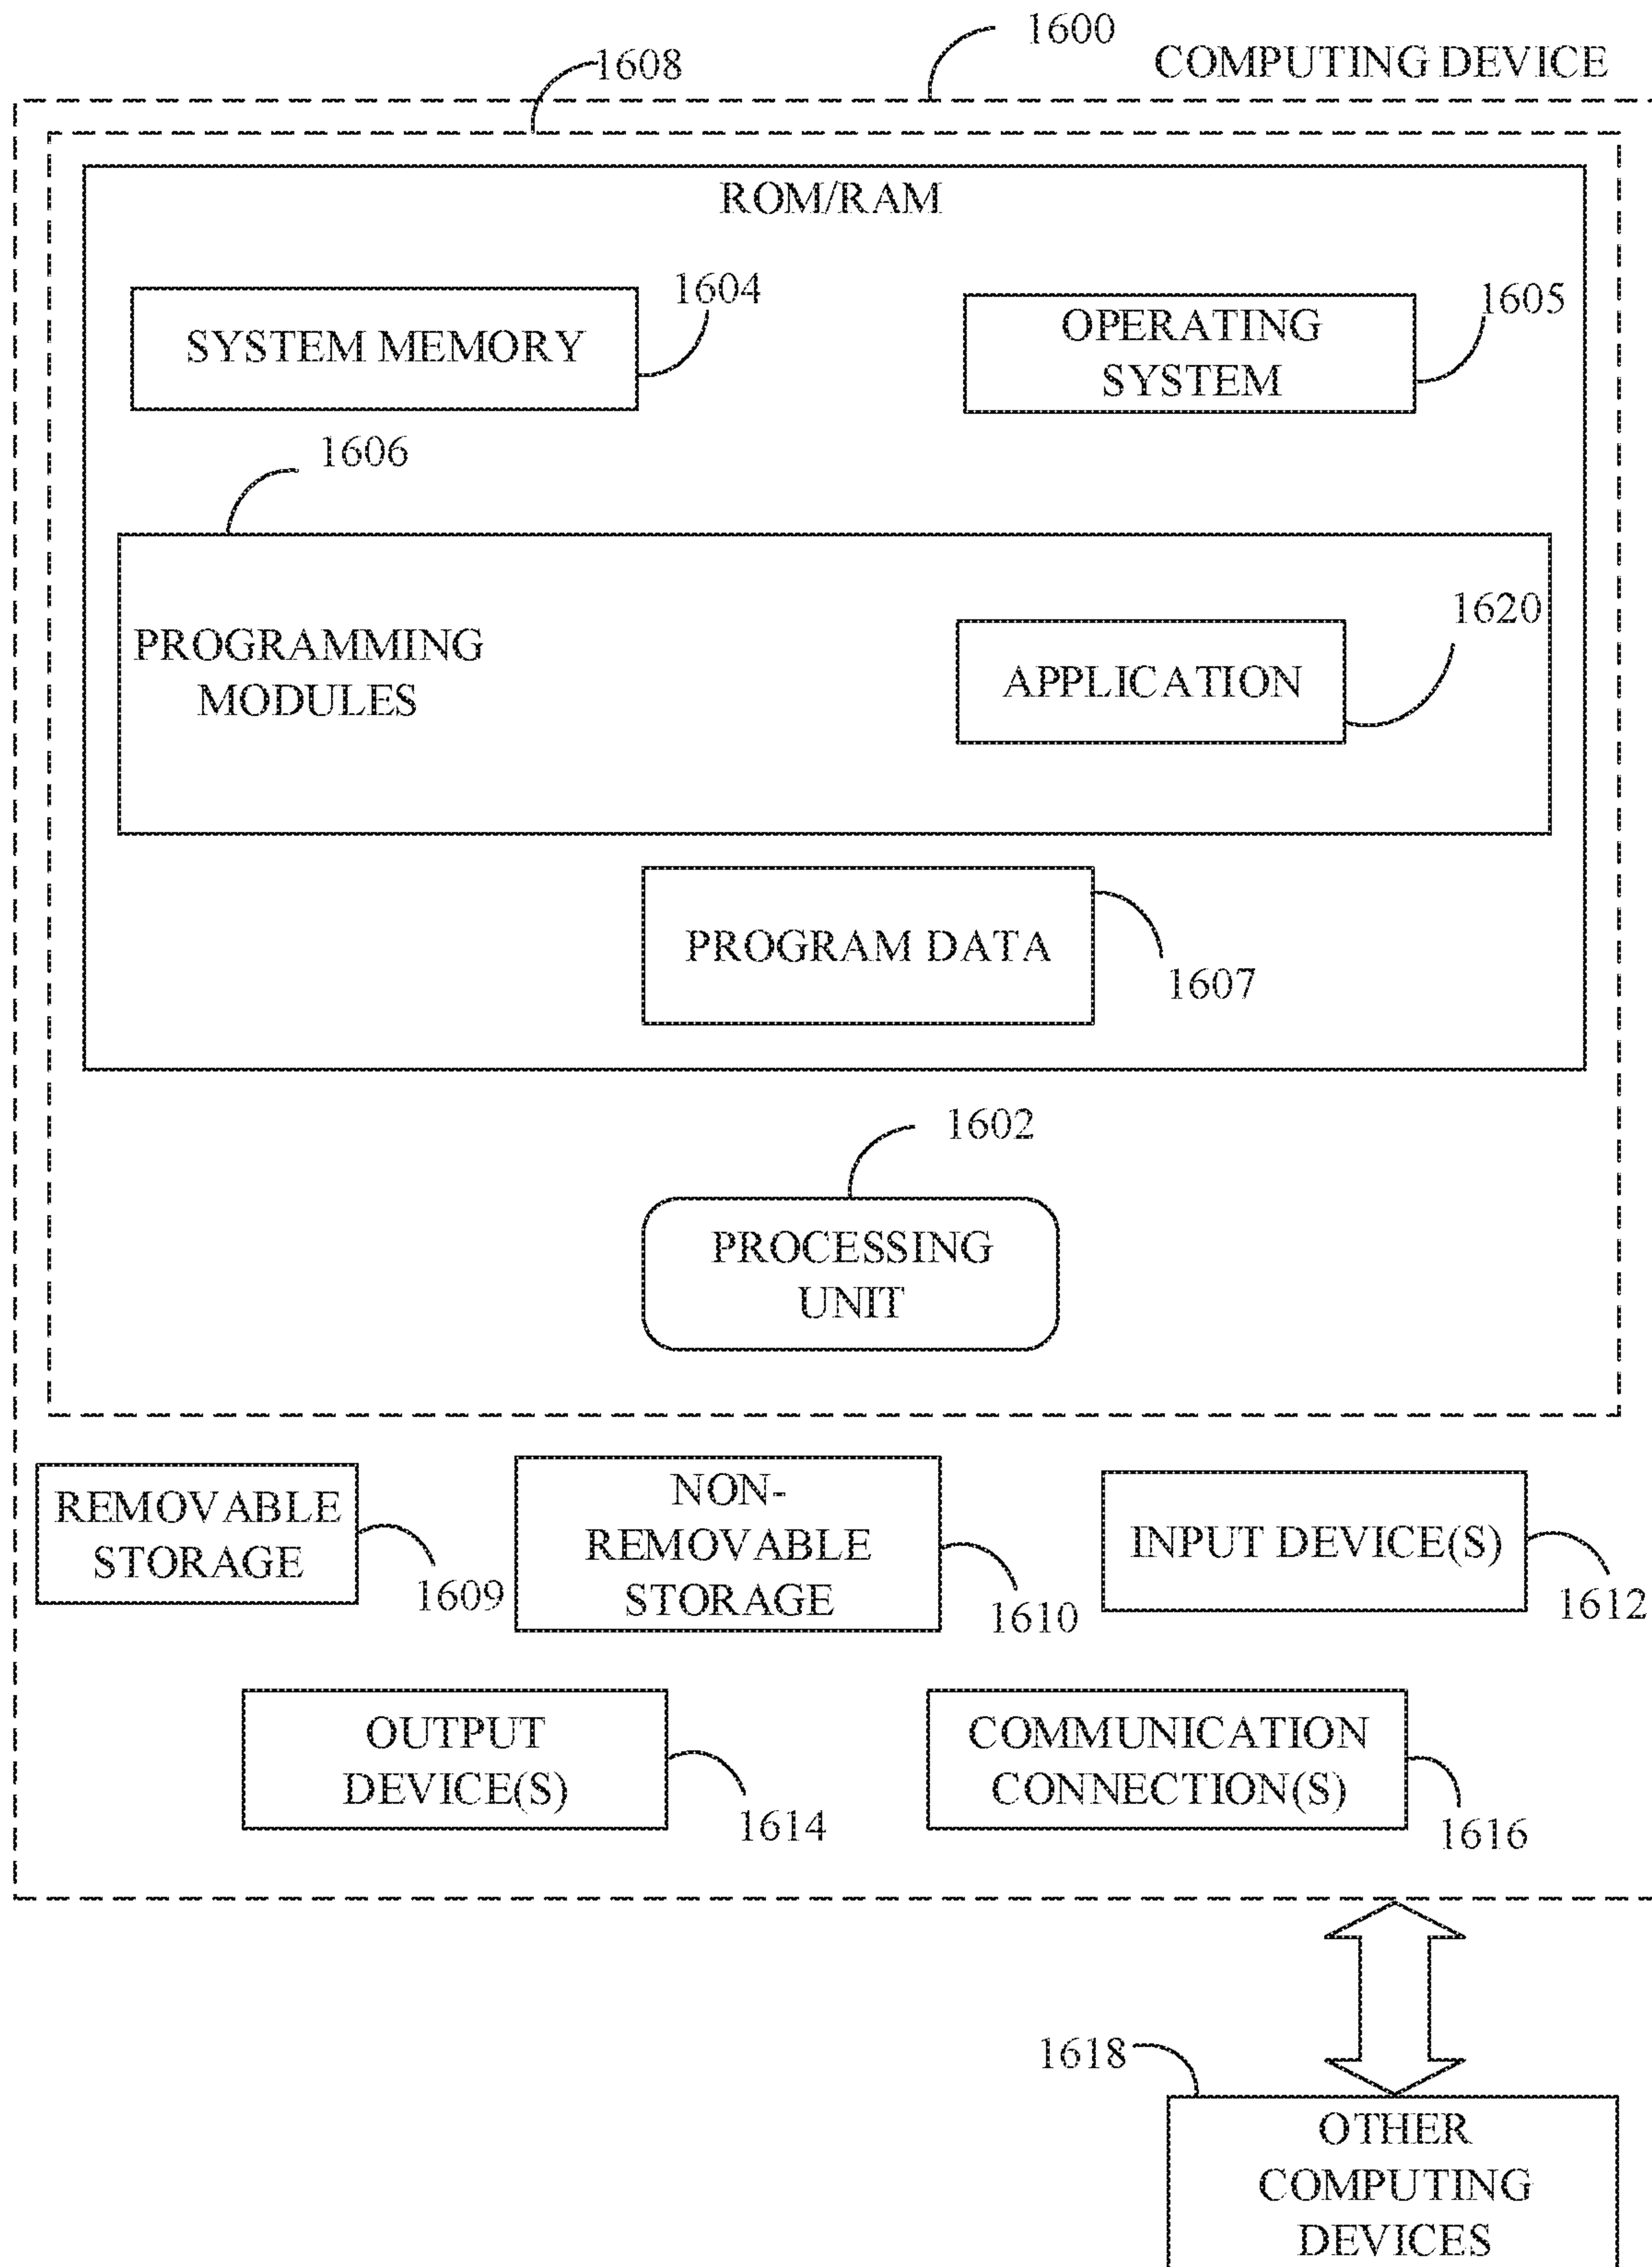 1600
COMPUTING DEVICE
1608
ROM/RAM
1604
SYSTEM MEMORY
1605
OPERATING
SYSTEM
1606
PROGRAMMING
MODULES
1620
APPLICATION
PROGRAM DATA
1607
1602
PROCESSING
UNIT
REMOVABLE
STORAGE
1609
NON-
REMOVABLE
STORAGE
1610
INPUT DEVICE(S)
1612
OUTPUT
DEVICE(S)
1614
COMMUNICATION
CONNECTION(S)
1616
1618
OTHER
COMPUTING
DEVICES